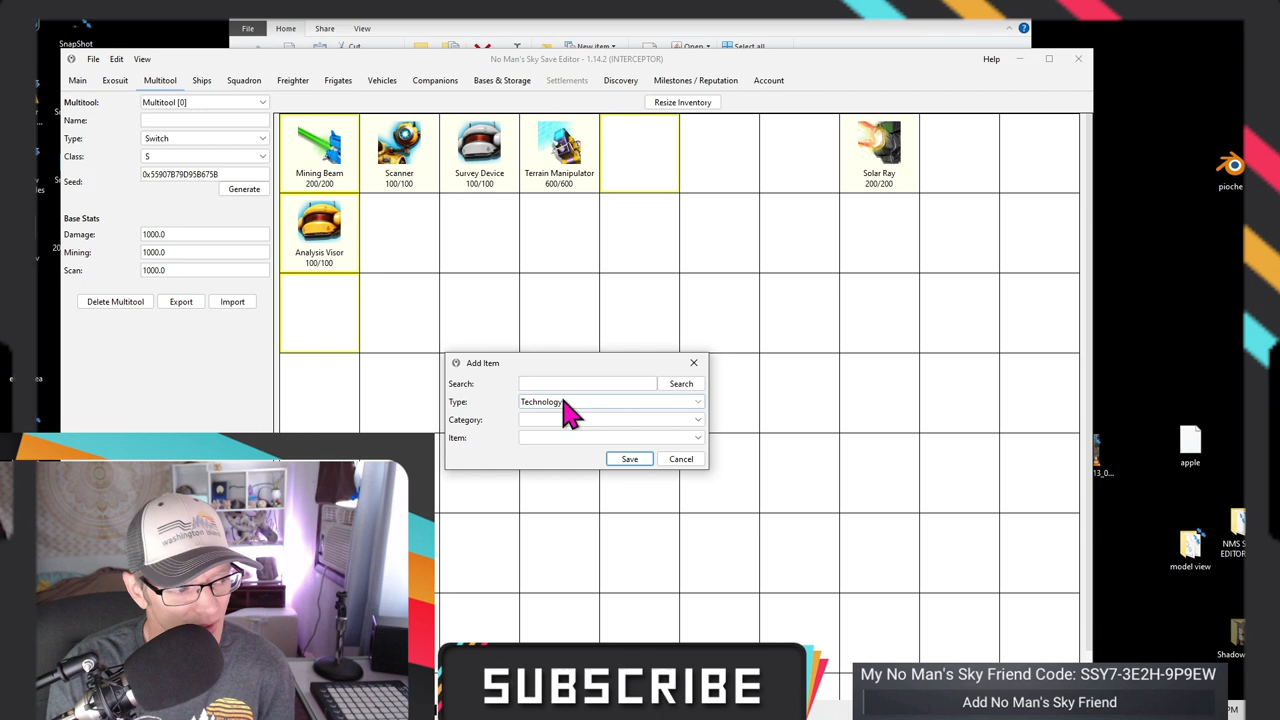 SnapShot
File Home Share View
Cut
New item
Open
Select all
No Man's Sky Save Editor - 1.14.2 (INTERCEPTOR)
File Edit View
Help
Main Exosuit Multitool Ships Squadron Freighter Frigates Vehicles Companions Bases & Storage Settlements Discovery Milestones / Reputation Account
Multitool: Multitool [0]
Resize Inventory
Name:
Type: Switch
Class: S
Seed: 0x55907B79D95B675B
Generate
Base Stats
Damage: 1000.0
Mining: 1000.0
Scan: 1000.0
Delete Multitool Export Import
Mining Beam Scanner Survey Device Terrain Manipulator Solar Ray
200/200 100/100 100/100 600/600 200/200
Analysis Visor
100/100
Add Item
Search: Search
Type: Technology
Category:
Item:
Save Cancel
pioche
apple
13_0...
NMS S
EDITOR
model view
Shadow
washington island
SUBSCRIBE
My No Man's Sky Friend Code: SSY7-3E2H-9P9EW
Add No Man's Sky Friend
PM